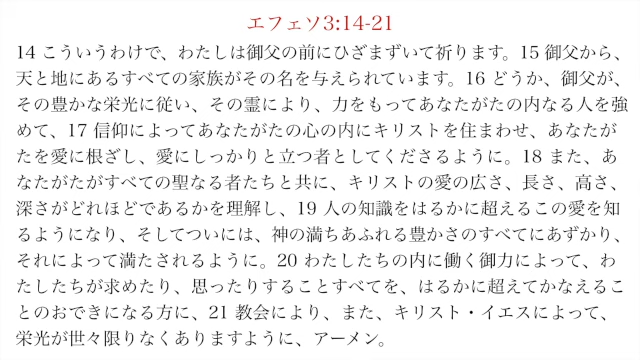 エフェソ3:14-21
14 こういうわけで、わたしは御父の前にひざまずいて祈ります。15 御父から、
天と地にあるすべての家族がその名を与えられています。16 どうか、御父が、
その豊かな栄光に従い、その霊により、力をもってあなたがたの内なる人を強
めて、17 信仰によってあなたがたの心の内にキリストを住まわせ、あなたが
たを愛に根ざし、愛にしっかりと立つ者としてくださるように。18 また、あ
なたがたがすべての聖なる者たちと共に、キリストの愛の広さ、長さ、高さ、
深さがどれほどであるかを理解し、19 人の知識をはるかに超えるこの愛を知
るようになり、そしてついには、神の満ちあふれる豊かさのすべてにあずかり、
それによって満たされるように。20 わたしたちの内に働く御力によって、わ
たしたちが求めたり、思ったりすることすべてを、はるかに超えてかなえるこ
とのおできになる方に、21 教会により、また、キリスト・イエスによって、
栄光が世々限りなくありますように、アーメン。